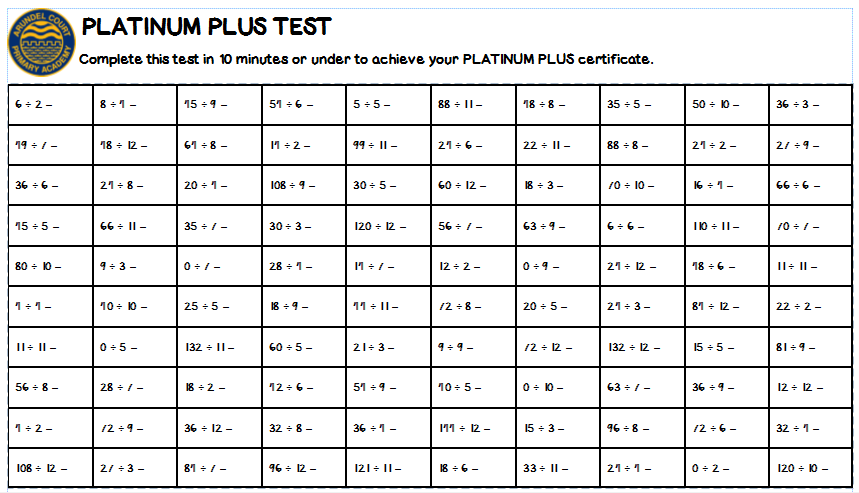 ARUNDEL COURT PRIMARY ACADEMY
PLATINUM PLUS TEST
Complete this test in 10 minutes or under to achieve your PLATINUM PLUS certificate.
6 ÷ 2 = 8 ÷ 4 = 45 ÷ 9 = 54 ÷ 6 = 5 ÷ 5 = 88 ÷ 11 = 48 ÷ 8 = 35 ÷ 5 = 50 ÷ 10 = 36 ÷ 3 =
49 ÷ 7 = 48 ÷ 12 = 64 ÷ 8 = 14 ÷ 2 = 99 ÷ 11 = 24 ÷ 6 = 22 ÷ 11 = 88 ÷ 8 = 24 ÷ 2 = 27 ÷ 9 =
36 ÷ 6 = 24 ÷ 8 = 20 ÷ 4 = 108 ÷ 9 = 30 ÷ 5 = 60 ÷ 12 = 18 ÷ 3 = 70 ÷ 10 = 16 ÷ 4 = 66 ÷ 6 =
45 ÷ 5 = 66 ÷ 11 = 35 ÷ 7 = 30 ÷ 3 = 120 ÷ 12 = 56 ÷ 7 = 63 ÷ 9 = 6 ÷ 6 = 110 ÷ 11 = 70 ÷ 7 =
80 ÷ 10 = 9 ÷ 3 = 0 ÷ 7 = 28 ÷ 4 = 14 ÷ 7 = 12 ÷ 2 = 0 ÷ 9 = 24 ÷ 12 = 48 ÷ 6 = 11 ÷ 11 =
4 ÷ 4 = 40 ÷ 10 = 25 ÷ 5 = 18 ÷ 9 = 44 ÷ 11 = 72 ÷ 8 = 20 ÷ 5 = 24 ÷ 3 = 84 ÷ 12 = 22 ÷ 2 =
11 ÷ 11 = 0 ÷ 5 = 132 ÷ 11 = 60 ÷ 5 = 21 ÷ 3 = 9 ÷ 9 = 72 ÷ 12 = 132 ÷ 12 = 15 ÷ 5 = 81 ÷ 9 =
56 ÷ 8 = 28 ÷ 7 = 18 ÷ 2 = 42 ÷ 6 = 54 ÷ 9 = 40 ÷ 5 = 0 ÷ 10 = 63 ÷ 7 = 36 ÷ 9 = 12 ÷ 12 =
4 ÷ 2 = 72 ÷ 9 = 36 ÷ 12 = 32 ÷ 8 = 36 ÷ 4 = 144 ÷ 12 = 15 ÷ 3 = 96 ÷ 8 = 72 ÷ 6 = 32 ÷ 4 =
108 ÷ 12 = 27 ÷ 3 = 84 ÷ 7 = 96 ÷ 12 = 121 ÷ 11 = 18 ÷ 6 = 33 ÷ 11 = 24 ÷ 4 = 0 ÷ 2 = 120 ÷ 10 =